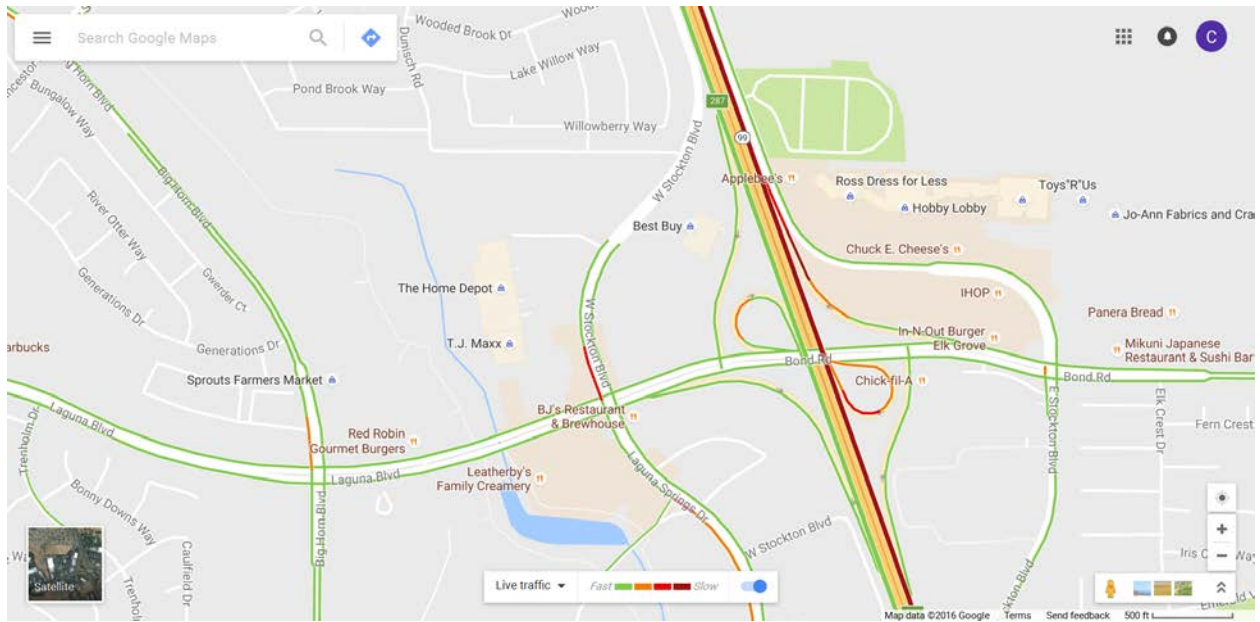 Search Google Maps
C
Wooded Brook Dr
Dunisch Rd
Lake Willow Way
Pond Brook Way
Willowberry Way
Big Horn Blvd
Bungalow Way
Big Horn Blvd
River Otter Way
Gwerder Ct
Generations Dr
Generations Dr
W Stockton Blvd
287
99
Applebee's
Ross Dress for Less
Toys"R"Us
Hobby Lobby
Jo-Ann Fabrics and Cra
Best Buy
Chuck E. Cheese's
The Home Depot
IHOP
W Stockton Blvd
Panera Bread
In-N-Out Burger
Elk Grove
T.J. Maxx
Mikuni Japanese
Restaurant & Sushi Bar
arbucks
Bond Rd
Bond Rd
Sprouts Farmers Market
Chick-fil-A
E Stockton Blvd
Elk Crest Dr
Laguna Blvd
BJ's Restaurant
& Brewhouse
Fern Crest
Trenholm Dr
Red Robin
Gourmet Burgers
Laguna Blvd
Leatherby's
Family Creamery
Laguna Springs Dr
Bonny Downs Way
Big Horn Blvd
W Stockton Blvd
Caulfield Dr
Satellite
Live traffic
Fast
Slow
Map data ©2016 Google
Terms
Send feedback
500 ft